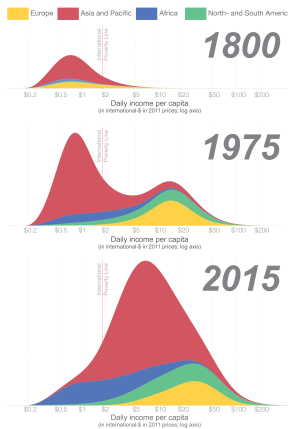 Europe Asia and Pacific Africa North- and South Americ
1800
International
Poverty Line
$0.2 $0.5 $1 $2 $5 $10 $20 $50 $100 $200
Daily income per capita
(in international-$ in 2011 prices; log axis)
1975
International
Poverty Line
$0.2 $0.5 $1 $2 $5 $10 $20 $50 $100 $200
Daily income per capita
(in international-$ in 2011 prices; log axis)
2015
International
Poverty Line
$0.2 $0.5 $1 $2 $5 $10 $20 $50 $100 $200
Daily income per capita
(in international-$ in 2011 prices; log axis)